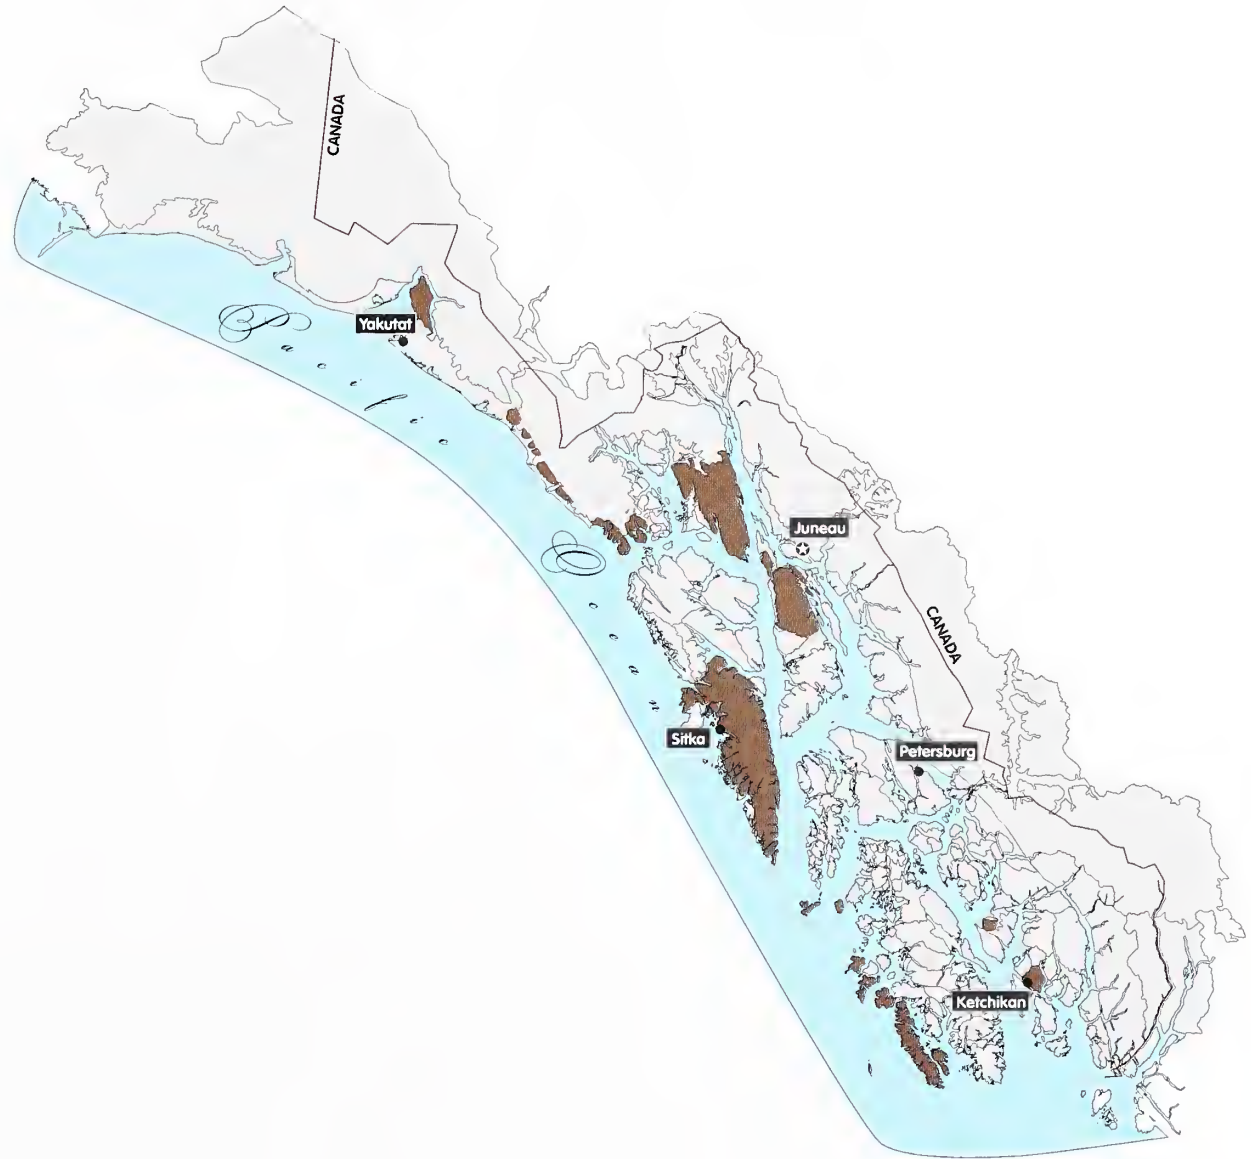 CANADA
Yakutat
Pacific
Juneau
Ocean
CANADA
Sitka
Petersburg
Ketchikan